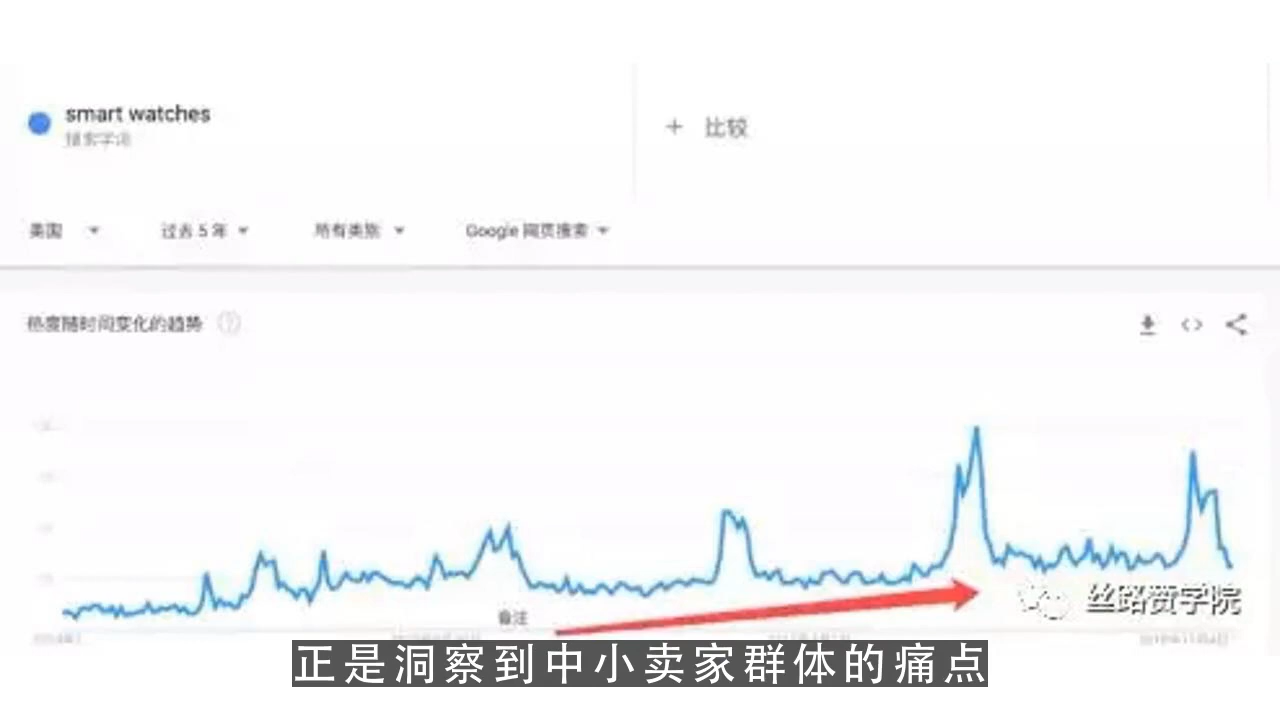 smart watches
搜索字词
+ 比较
美国
过去 5 年
所有类别
Google 网页搜索
热度随时间变化的趋势
备注
丝路赞学院
正是洞察到中小卖家群体的痛点